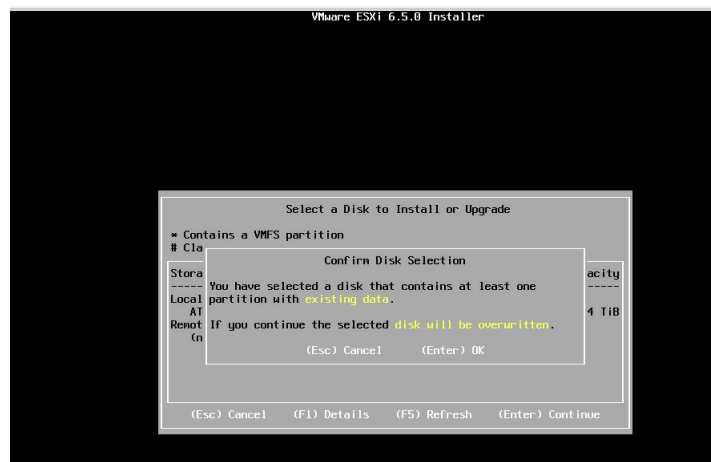 VMware ESXi 6.5.0 Installer
Select a Disk to Install or Upgrade
* Contains a VMFS partition
# Cla
Confirm Disk Selection
Stora
acity
You have selected a disk that contains at least one
Local
partition with existing data.
AT
4 TiB
Remot
If you continue the selected disk will be overwritten.
(n
(Esc) Cancel (Enter) OK
(Esc) Cancel (F1) Details (F5) Refresh (Enter) Continue